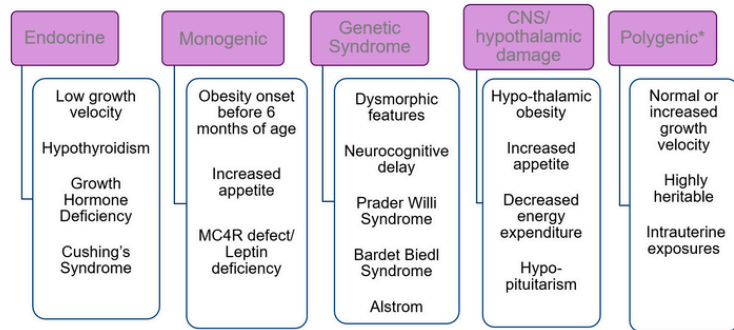 Endocrine
Low growth
velocity
Hypothyroidism
Growth
Hormone
Deficiency
Cushing's
Syndrome
Monogenic
Obesity onset
before 6
months of age
Increased
appetite
MC4R defect/
Leptin
deficiency
Genetic
Syndrome
Dysmorphic
features
Neurocognitive
delay
Prader Willi
Syndrome
Bardet Biedl
Syndrome
Alstrom
CNS/
hypothalamic
damage
Hypo-thalamic
obesity
Increased
appetite
Decreased
energy
expenditure
Hypo-
pituitarism
Polygenic*
Normal or
increased
growth
velocity
Highly
heritable
Intrauterine
exposures